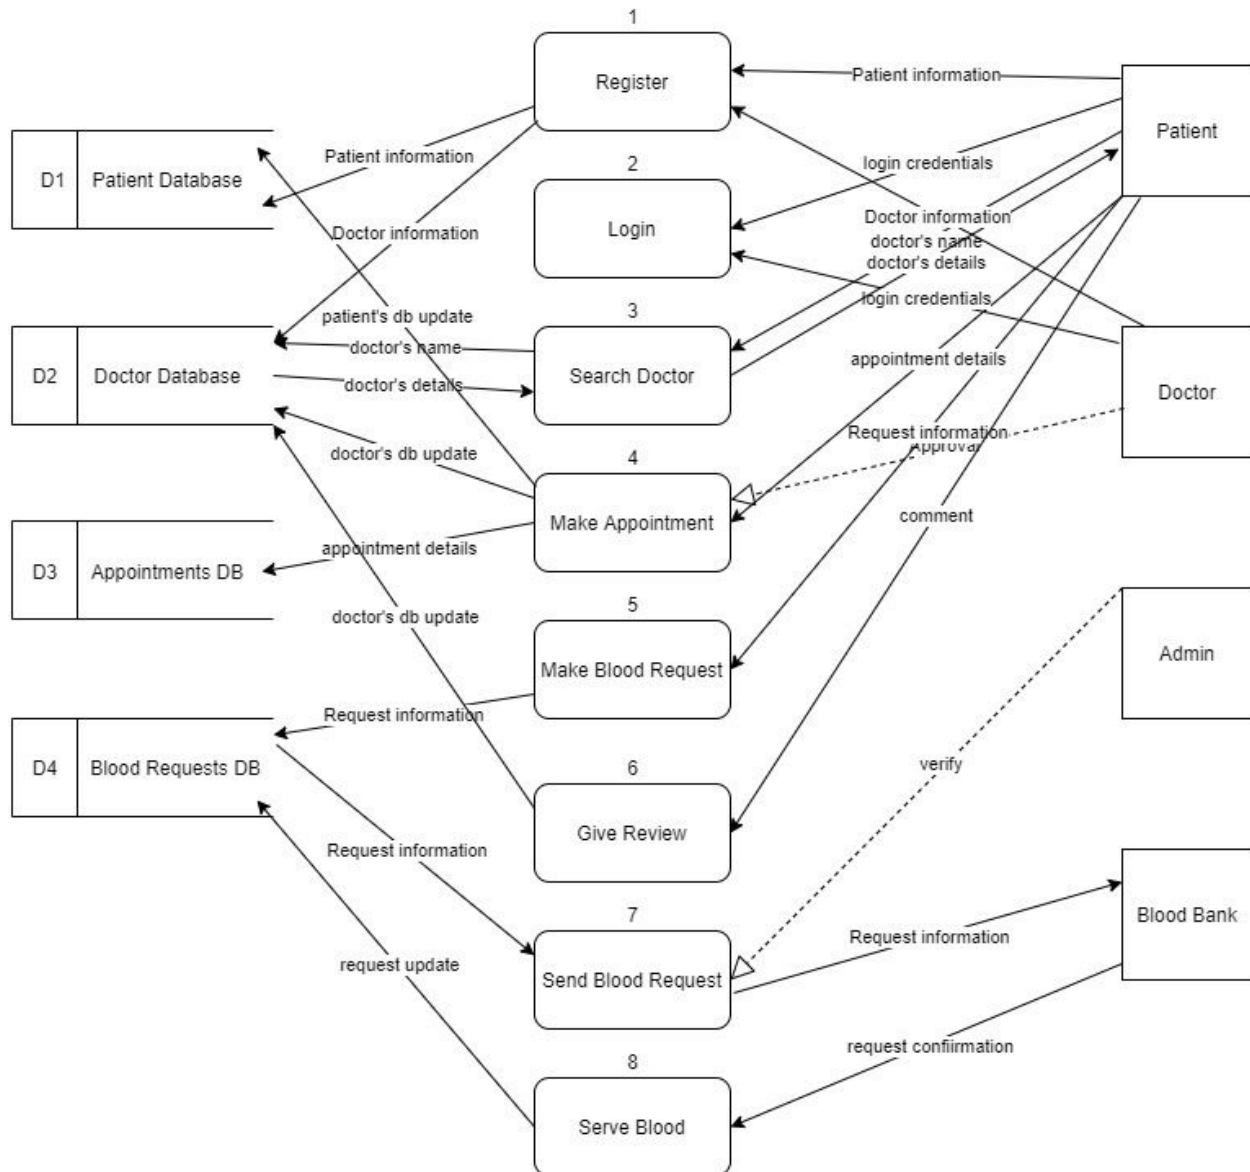 1
Register
Patient information
Patient
D1 Patient Database
Patient information
2
login credentials
Login
Doctor information
Doctor information
doctor's name
doctor's details
login credentials
3
patient's db update
doctor's name
D2 Doctor Database
doctor's details
Search Doctor
appointment details
Doctor
Request information
Approval
4
doctor's db update
Make Appointment
comment
D3 Appointments DB
appointment details
5
doctor's db update
Make Blood Request
Admin
Request information
6
D4 Blood Requests DB
verify
Give Review
Request information
7
Blood Bank
Request information
request update
Send Blood Request
request confiirmation
8
Serve Blood